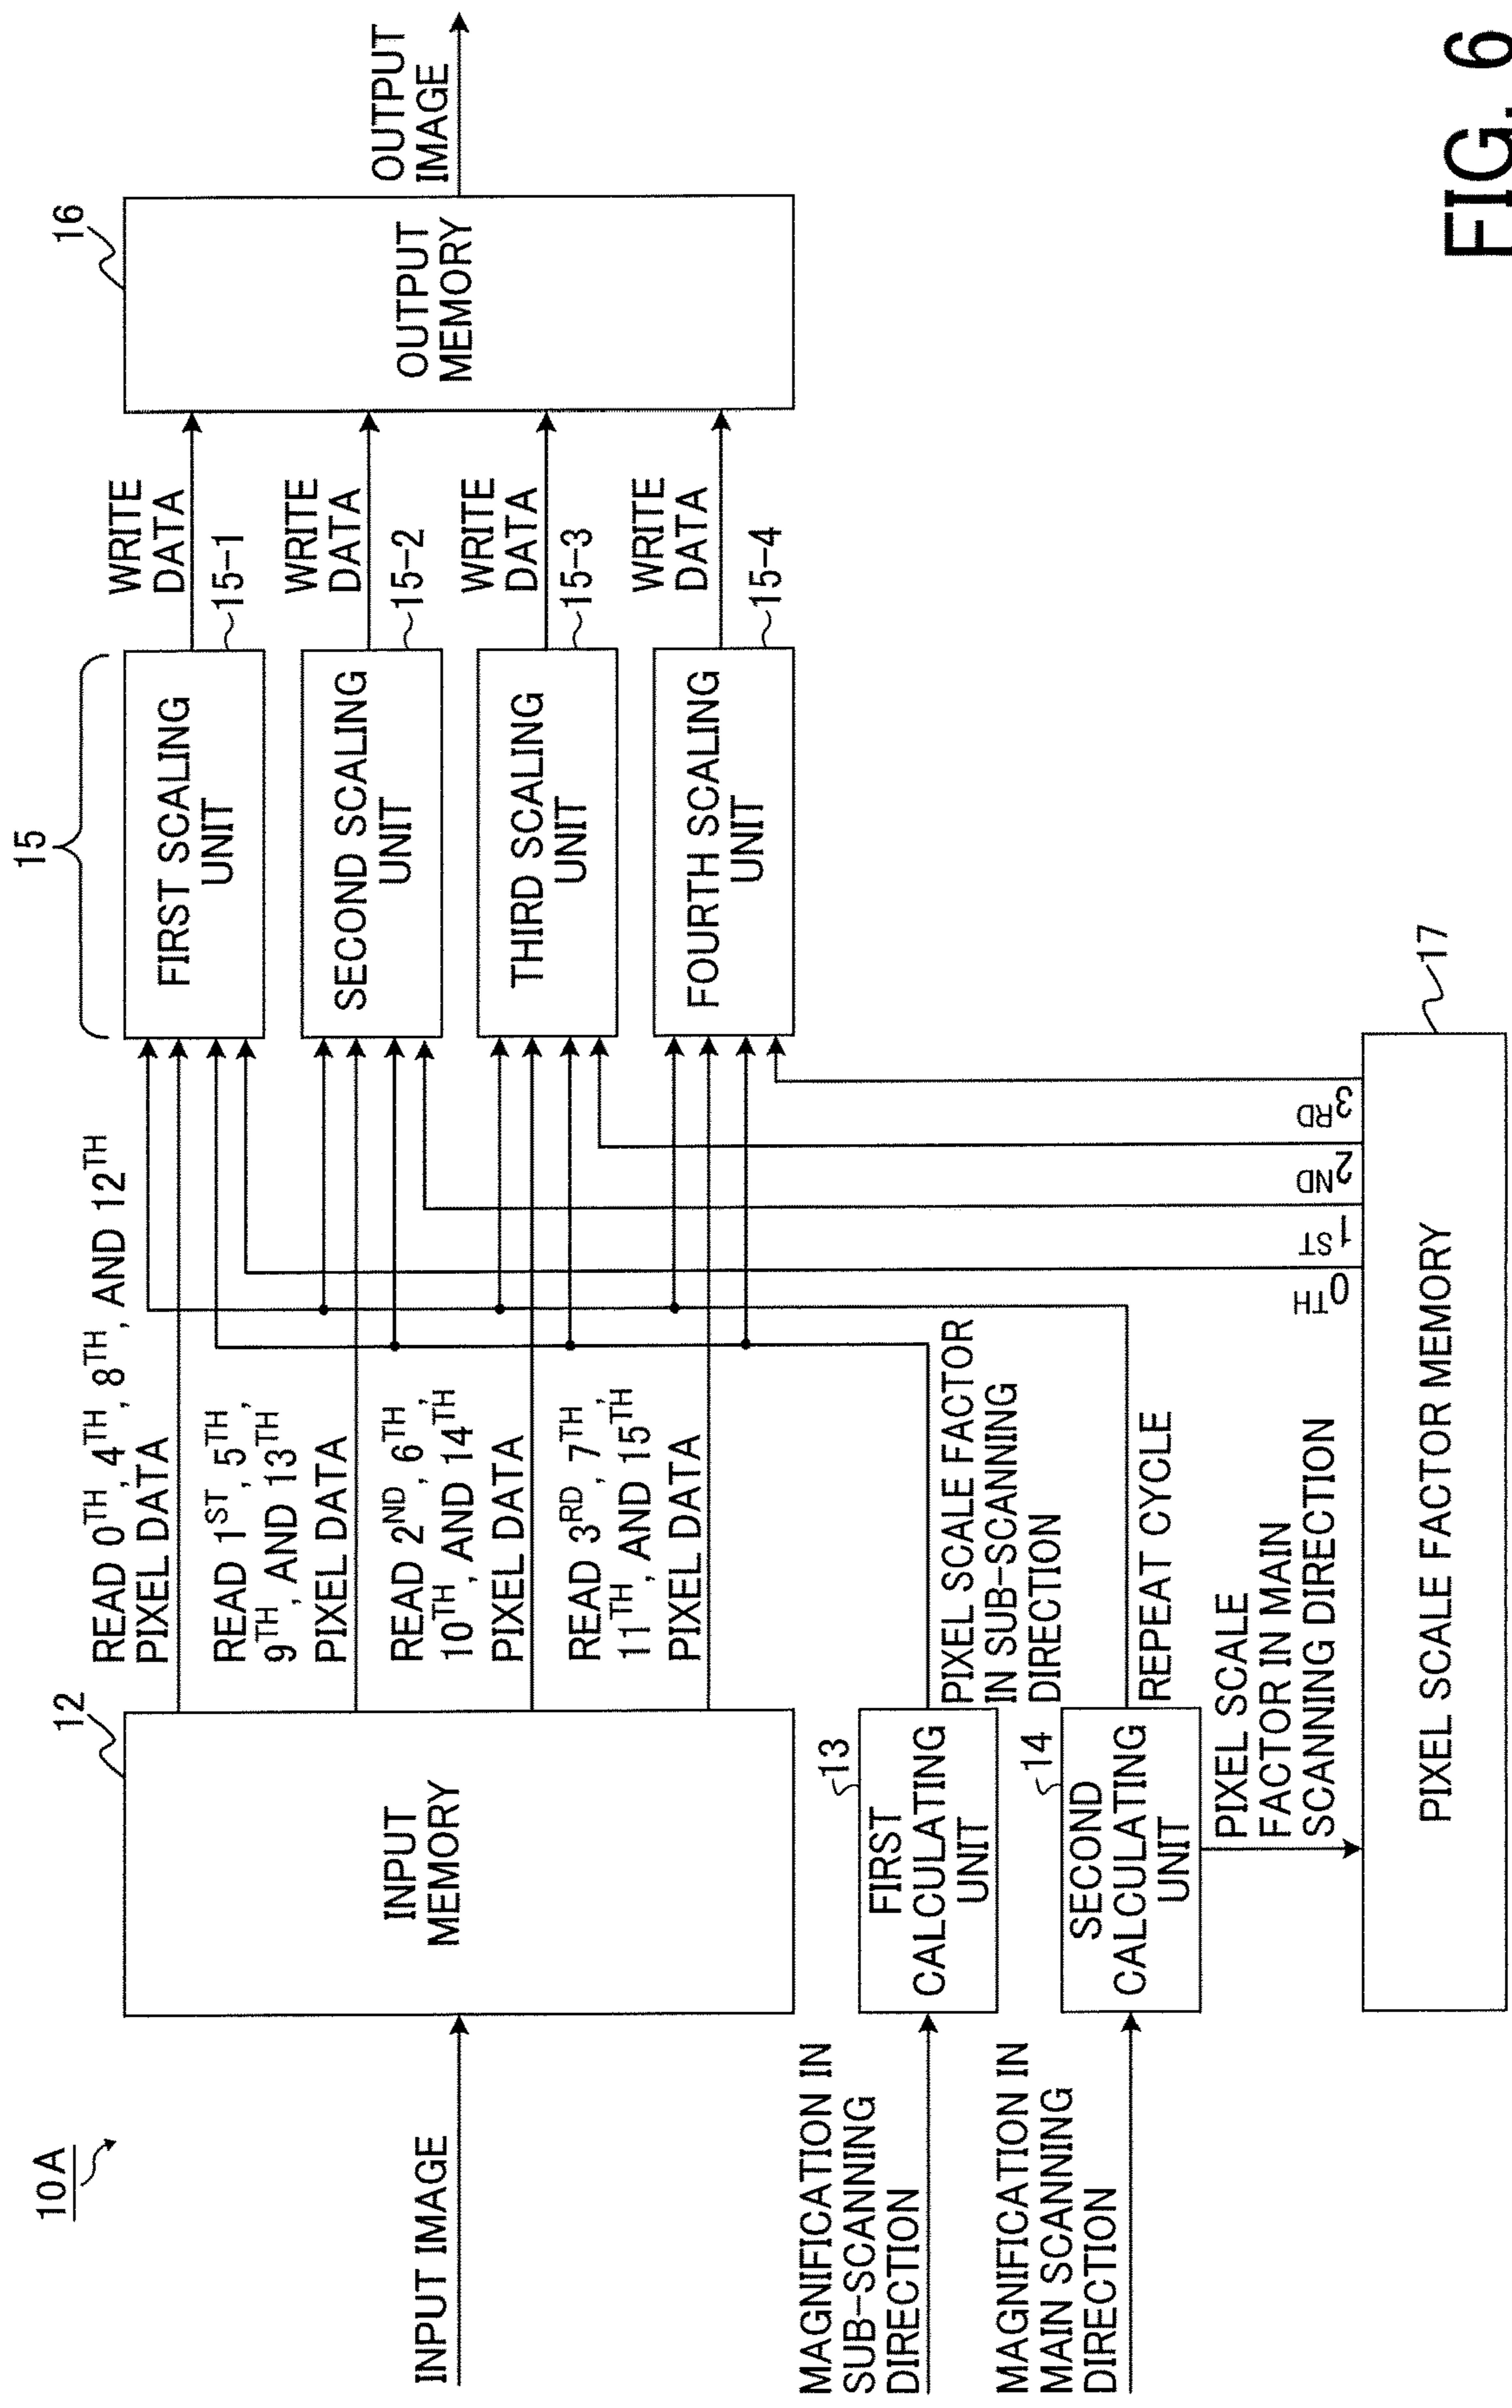 10A
INPUT IMAGE
12
INPUT
MEMORY
READ 0TH, 4TH, 8TH, AND 12TH
PIXEL DATA
READ 1ST, 5TH,
9TH, AND 13TH
PIXEL DATA
READ 2ND, 6TH,
10TH, AND 14TH
PIXEL DATA
READ 3RD, 7TH,
11TH, AND 15TH
PIXEL DATA
15
FIRST SCALING
UNIT
15-1
SECOND SCALING
UNIT
15-2
THIRD SCALING
UNIT
15-3
FOURTH SCALING
UNIT
15-4
WRITE
DATA
WRITE
DATA
WRITE
DATA
WRITE
DATA
16
OUTPUT
MEMORY
OUTPUT
IMAGE
MAGNIFICATION IN
SUB-SCANNING
DIRECTION
13
FIRST
CALCULATING
UNIT
PIXEL SCALE FACTOR
IN SUB-SCANNING
DIRECTION
MAGNIFICATION IN
MAIN SCANNING
DIRECTION
14
SECOND
CALCULATING
UNIT
REPEAT CYCLE
PIXEL SCALE
FACTOR IN MAIN
SCANNING DIRECTION
0TH
1ST
2ND
3RD
17
PIXEL SCALE FACTOR MEMORY
FIG. 6